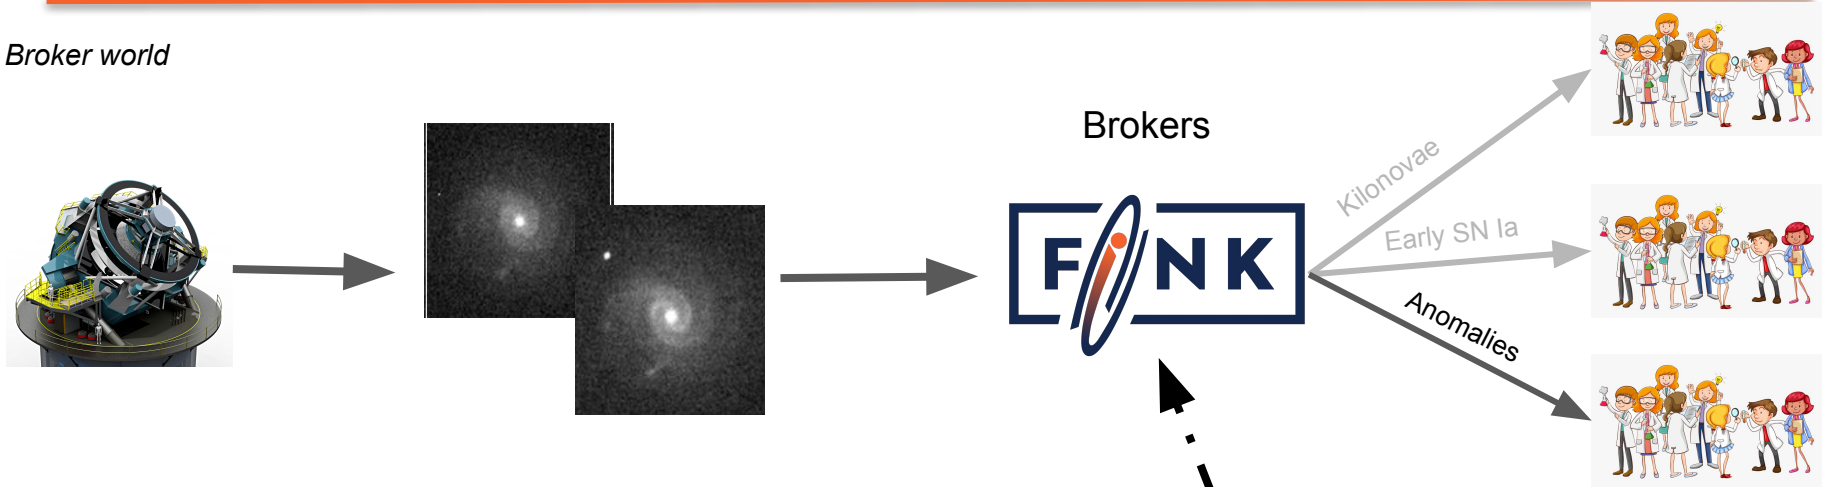 Broker world
Brokers
FiNK
Kilonovae
Early SN Ia
Anomalies